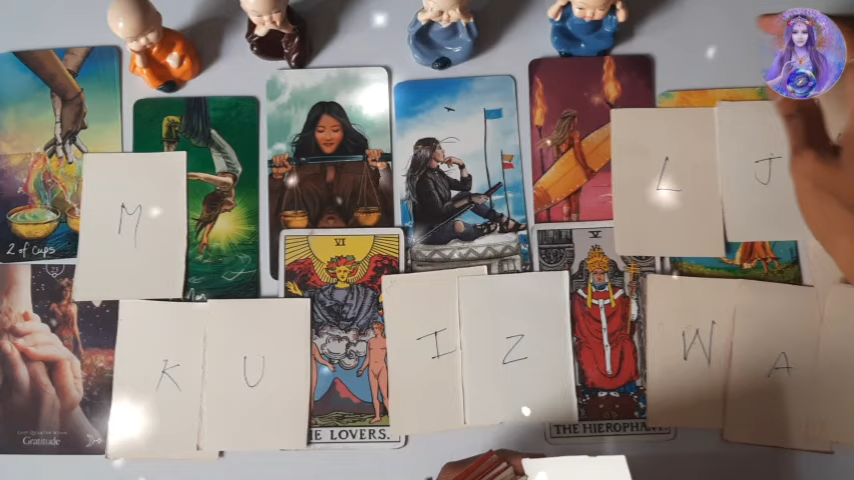 L
J
M
2 of Cups
VI
V
I
Z
W
A
K
U
Gratitude
THE LOVERS.
THE HIEROPHANT.